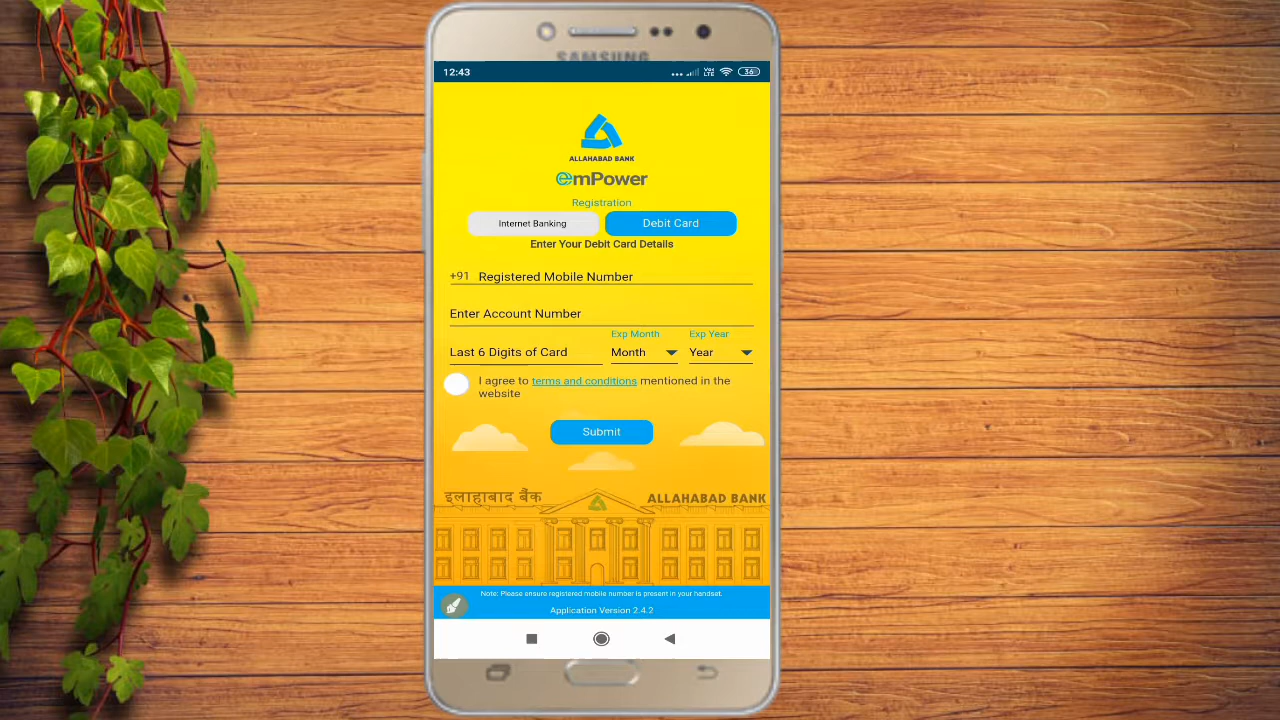 SAMSUNG
12:43
Vo)) LTE
36
ALLAHABAD BANK
emPower
Registration
Internet Banking
Debit Card
Enter Your Debit Card Details
+91 Registered Mobile Number
Enter Account Number
Exp Month
Exp Year
Last 6 Digits of Card
Month
Year
I agree to terms and conditions mentioned in the
website
Submit
इलाहाबाद बैंक
ALLAHABAD BANK
Note: Please ensure registered mobile number is present in your handset.
Application Version 2.4.2